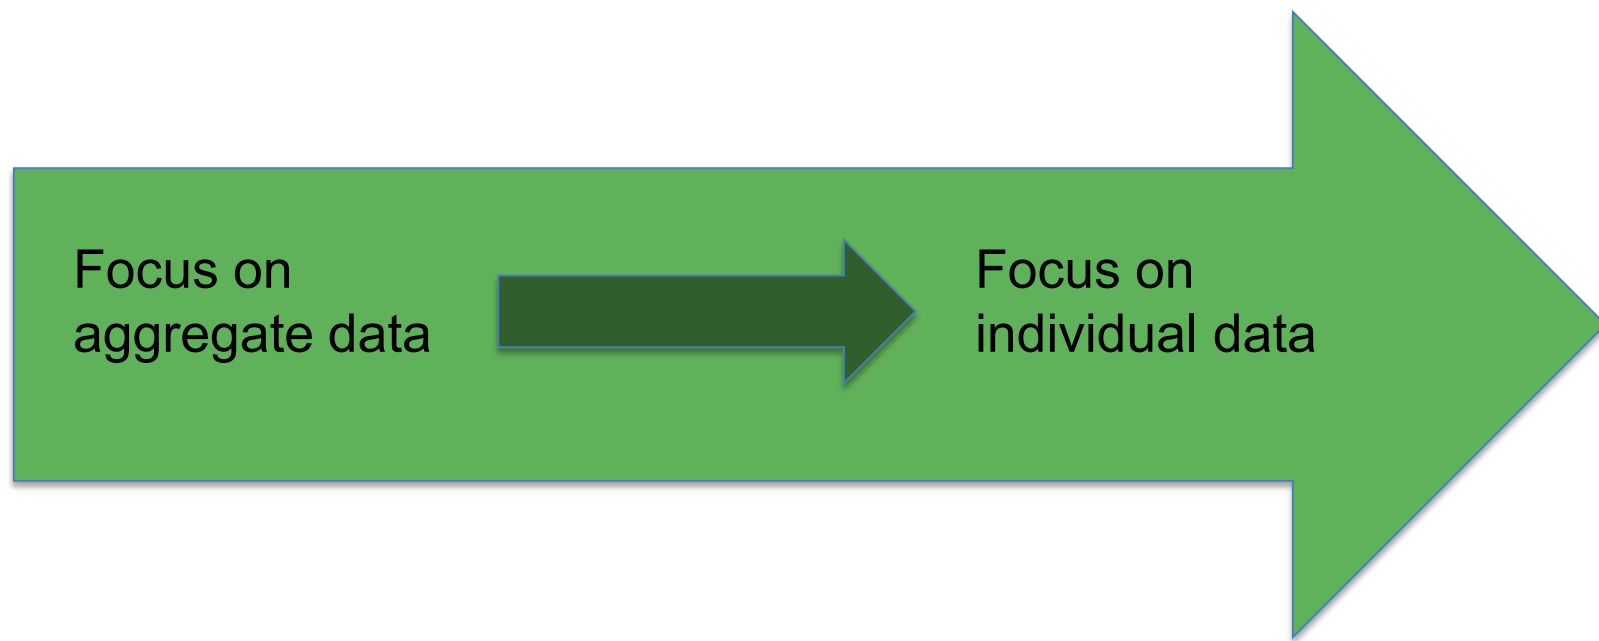 Focus on
aggregate data
Focus on
individual data